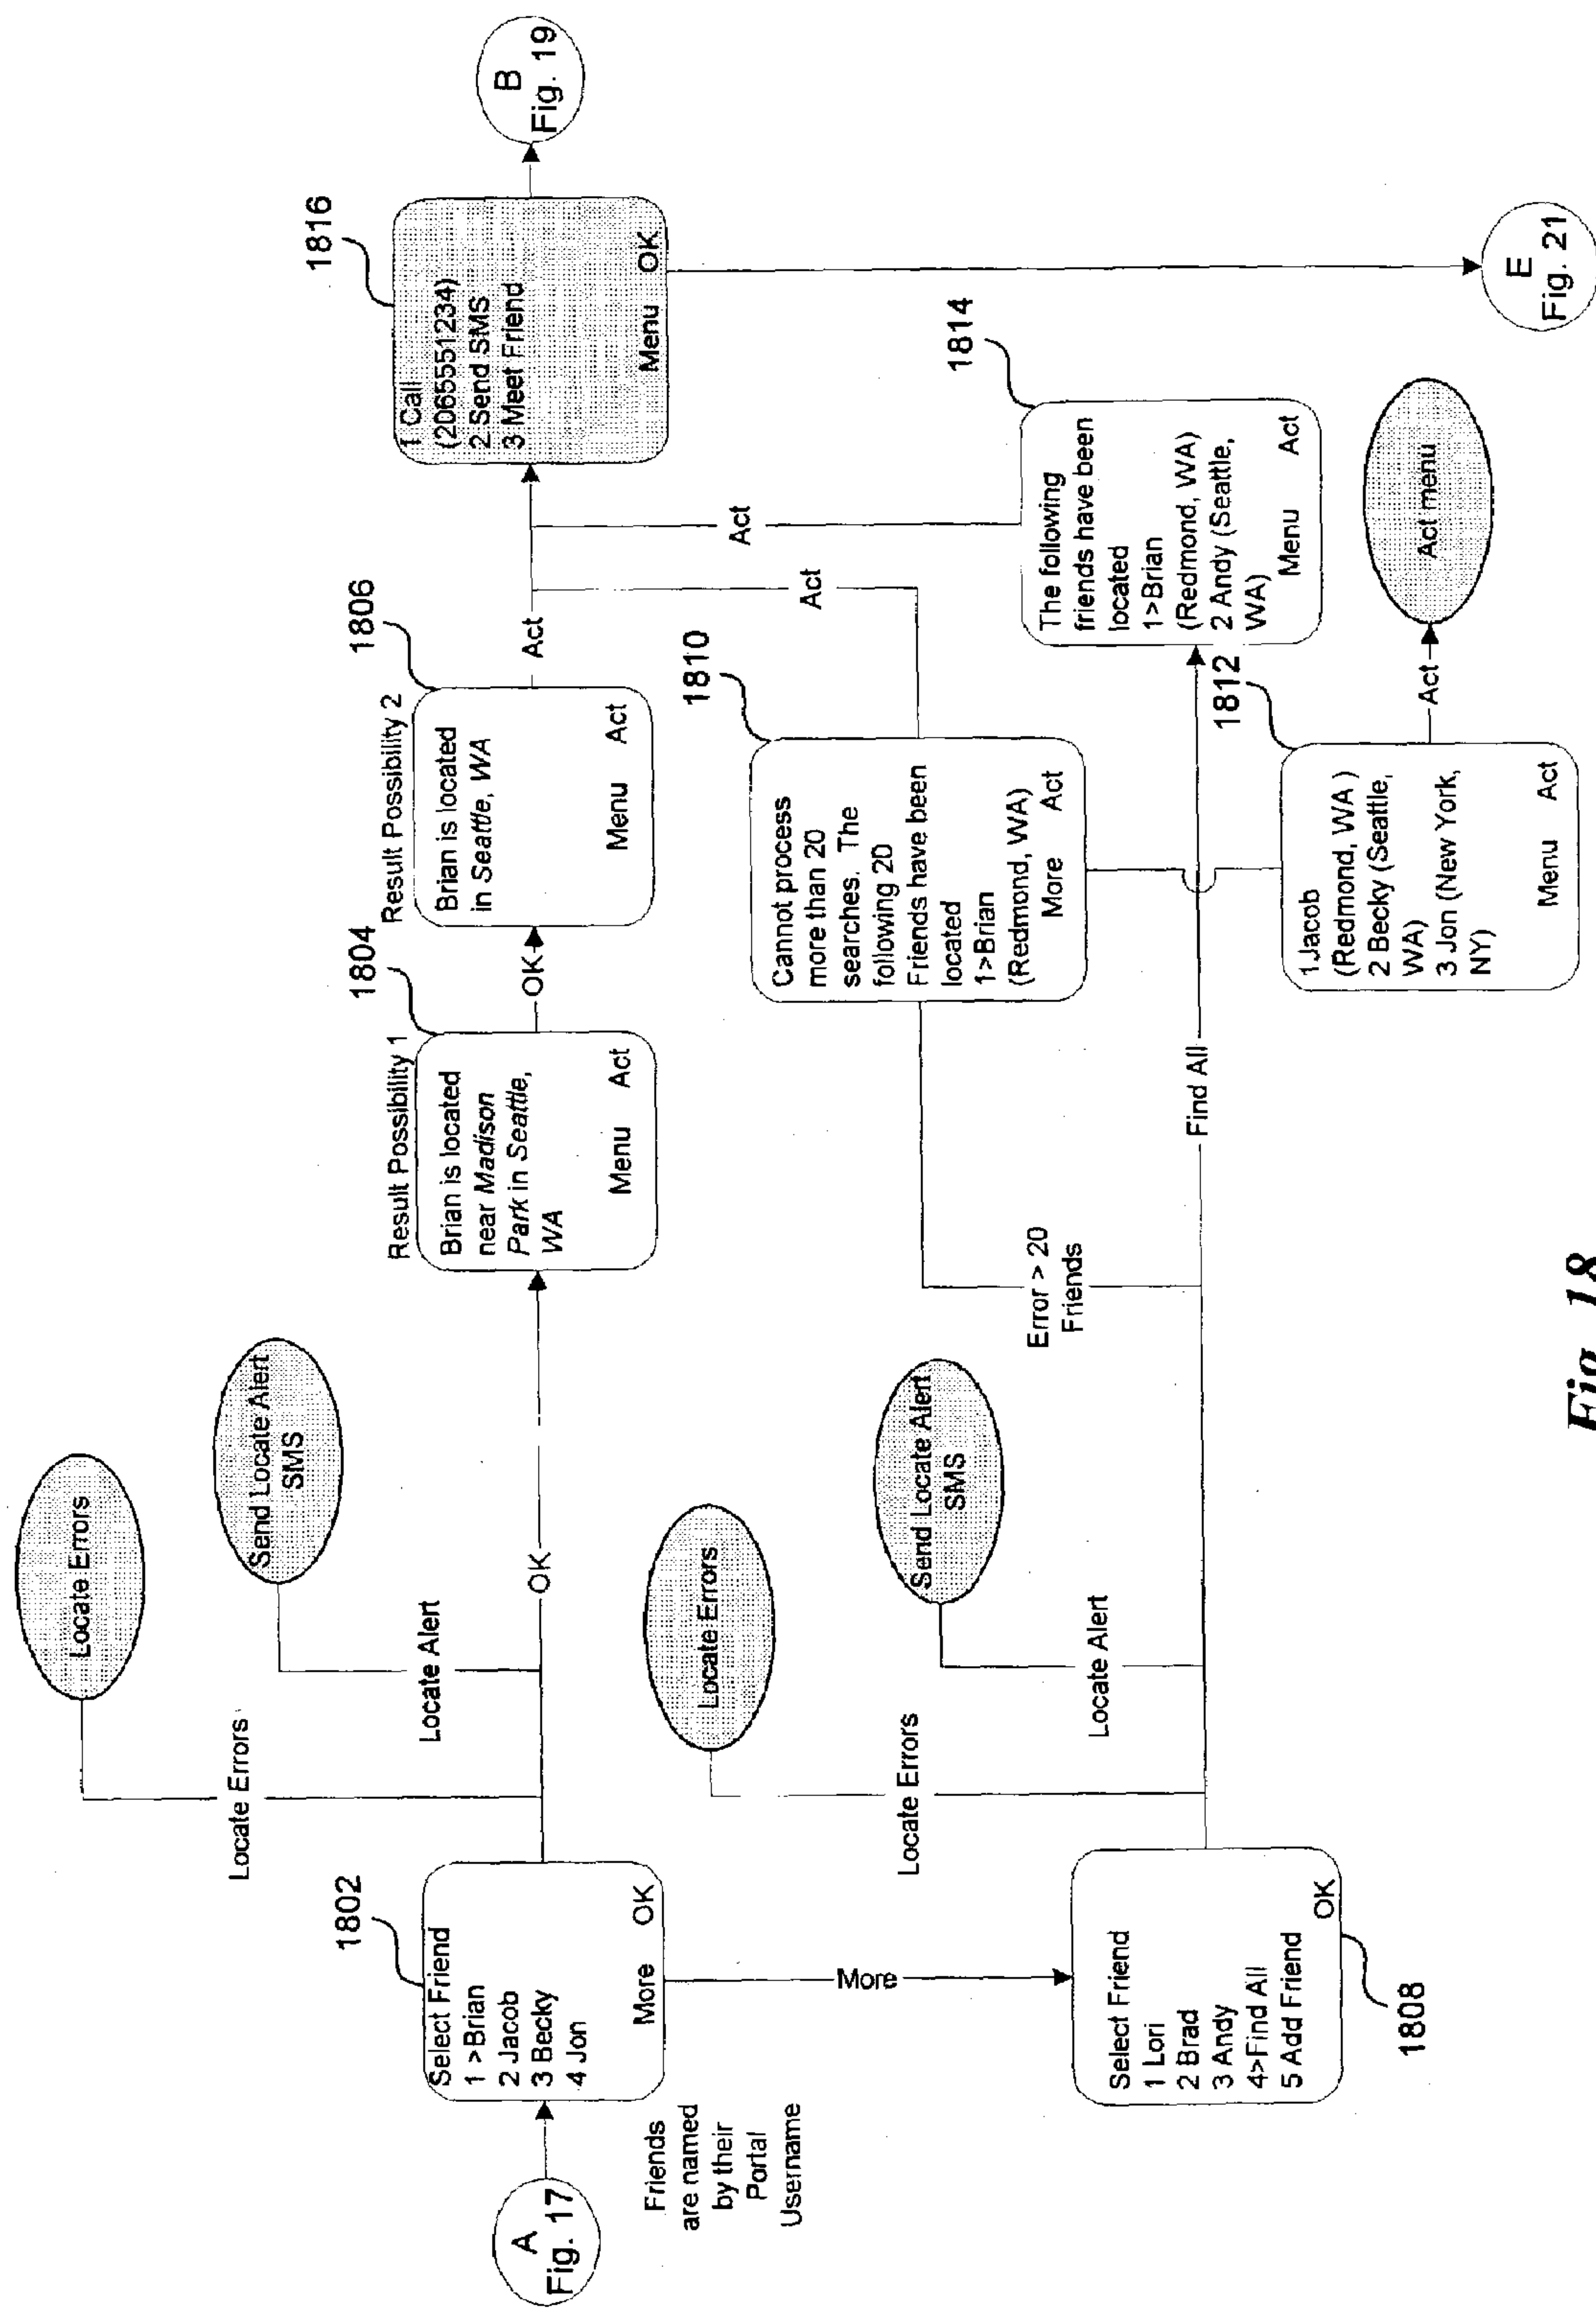 A
Fig. 17
1802
Select Friend
1 >Brian
2 Jacob
3 Becky
4 Jon
More OK
Friends
are named
by their
Portal
Username
More
Select Friend
1 Lori
2 Brad
3 Andy
4>Find All
5 Add Friend
OK
1808
Locate Errors
Locate Errors
Locate Alert
Send Locate Alert
SMS
OK
Locate Errors
Locate Errors
Locate Alert
Send Locate Alert
SMS
Result Possibility 1
1804
Brian is located
near Madison
Park in Seattle,
WA
Menu Act
OK
Result Possibility 2
1806
Brian is located
in Seattle, WA
Menu Act
Act
Error > 20
Friends
Find All
1810
Cannot process
more than 20
searches. The
following 20
Friends have been
located
1>Brian
(Redmond, WA)
More Act
Act
1812
1Jacob
(Redmond, WA )
2 Becky (Seattle,
WA)
3 Jon (New York,
NY)
Menu Act
Act
Act menu
1814
The following
friends have been
located
1>Brian
(Redmond, WA)
2 Andy (Seattle,
WA)
Menu Act
Act
1816
1 Call
(2065551234)
2 Send SMS
3 Meet Friend
Menu OK
B
Fig. 19
E
Fig. 21
Fig. 18